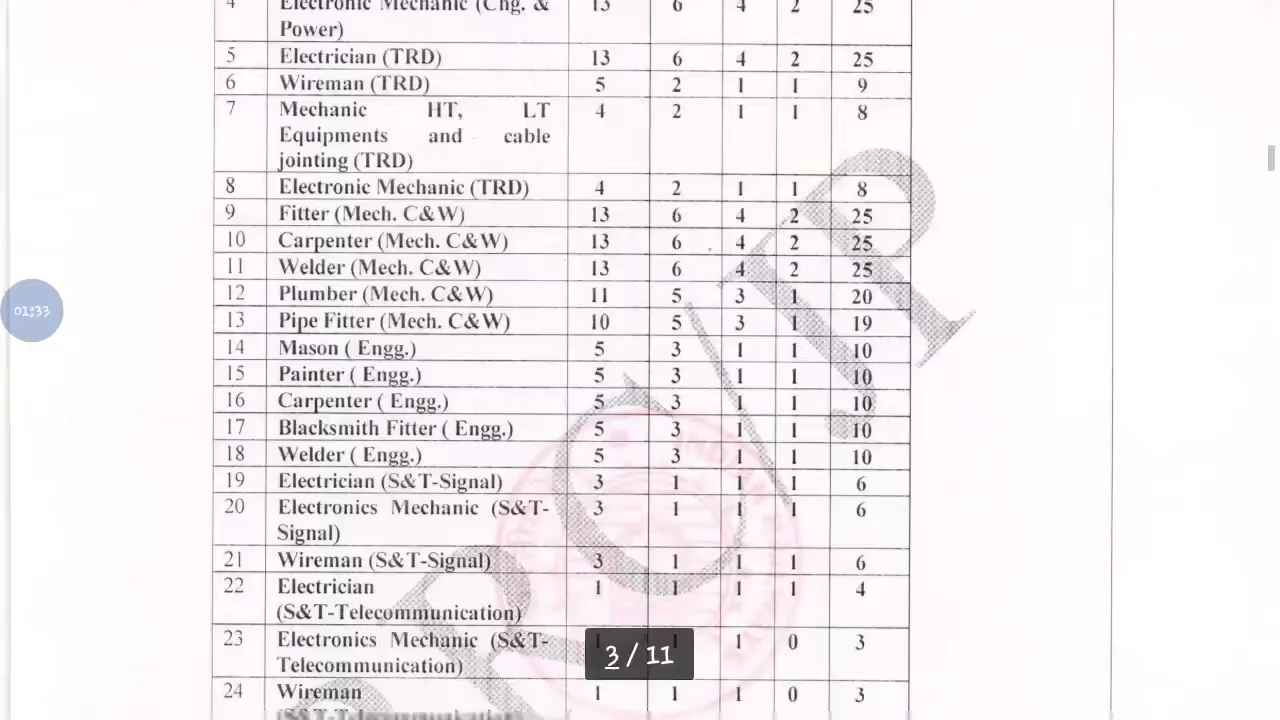 4 Electronic Mechanic (Chg. & 13 6 4 2 25
Power)
5 Electrician (TRD) 13 6 4 2 25
6 Wireman (TRD) 5 2 1 1 9
7 Mechanic HT, LT 4 2 1 1 8
Equipments and cable
jointing (TRD)
8 Electronic Mechanic (TRD) 4 2 1 1 8
9 Fitter (Mech. C&W) 13 6 4 2 25
10 Carpenter (Mech. C&W) 13 6 4 2 25
11 Welder (Mech. C&W) 13 6 4 2 25
12 Plumber (Mech. C&W) 11 5 3 1 20
13 Pipe Fitter (Mech. C&W) 10 5 3 1 19
01:33
14 Mason ( Engg.) 5 3 1 1 10
15 Painter ( Engg.) 5 3 1 1 10
16 Carpenter ( Engg.) 5 3 1 1 10
17 Blacksmith Fitter ( Engg.) 5 3 1 1 10
18 Welder ( Engg.) 5 3 1 1 10
19 Electrician (S&T-Signal) 3 1 1 1 6
20 Electronics Mechanic (S&T- 3 1 1 1 6
Signal)
21 Wireman (S&T-Signal) 3 1 1 1 6
22 Electrician 1 1 1 1 4
(S&T-Telecommunication)
23 Electronics Mechanic (S&T- 1 1 1 0 3
Telecommunication)
3 / 11
24 Wireman 1 1 1 0 3
(S&T-Telecommunication)
RRC/JP